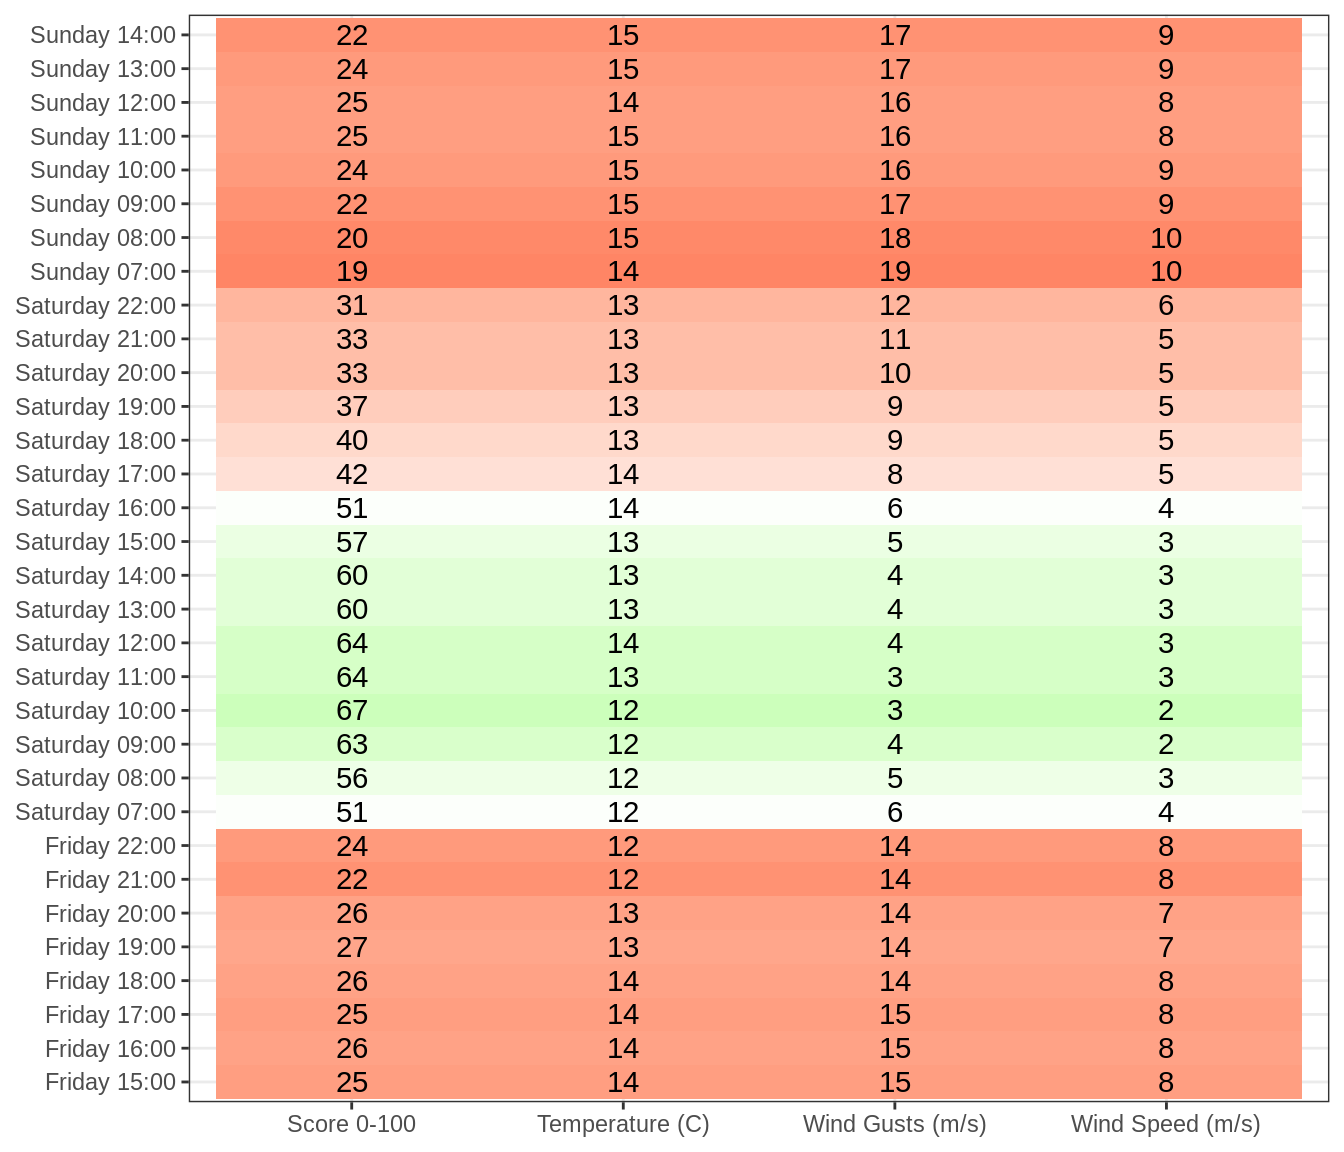 Sunday 14:00 22 15 17 9
Sunday 13:00 24 15 17 9
Sunday 12:00 25 14 16 8
Sunday 11:00 25 15 16 8
Sunday 10:00 24 15 16 9
Sunday 09:00 22 15 17 9
Sunday 08:00 20 15 18 10
Sunday 07:00 19 14 19 10
Saturday 22:00 31 13 12 6
Saturday 21:00 33 13 11 5
Saturday 20:00 33 13 10 5
Saturday 19:00 37 13 9 5
Saturday 18:00 40 13 9 5
Saturday 17:00 42 14 8 5
Saturday 16:00 51 14 6 4
Saturday 15:00 57 13 5 3
Saturday 14:00 60 13 4 3
Saturday 13:00 60 13 4 3
Saturday 12:00 64 14 4 3
Saturday 11:00 64 13 3 3
Saturday 10:00 67 12 3 2
Saturday 09:00 63 12 4 2
Saturday 08:00 56 12 5 3
Saturday 07:00 51 12 6 4
Friday 22:00 24 12 14 8
Friday 21:00 22 12 14 8
Friday 20:00 26 13 14 7
Friday 19:00 27 13 14 7
Friday 18:00 26 14 14 8
Friday 17:00 25 14 15 8
Friday 16:00 26 14 15 8
Friday 15:00 25 14 15 8
Score 0-100 Temperature (C) Wind Gusts (m/s) Wind Speed (m/s)